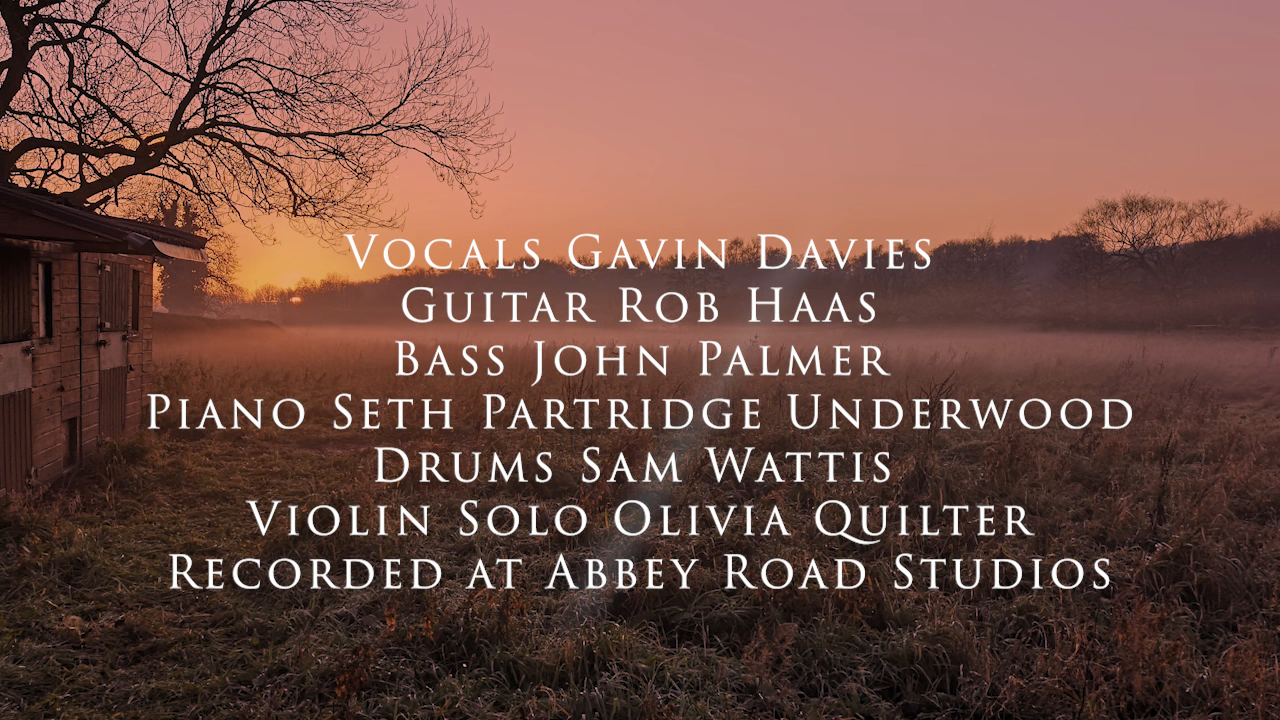 Vocals Gavin Davies
Guitar Rob Haas
Bass John Palmer
Piano Seth Partridge Underwood
Drums Sam Wattis
Violin Solo Olivia Quilter
Recorded at Abbey Road Studios